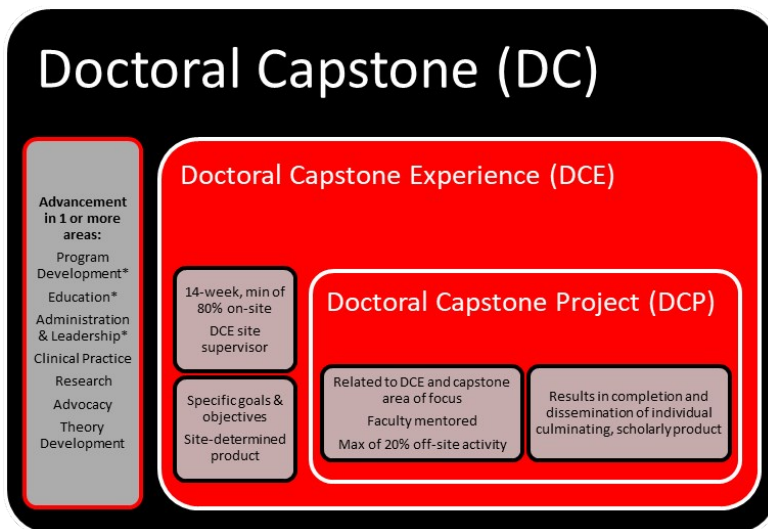 Doctoral Capstone (DC)
Advancement
in 1 or more
areas:
Program
Development*
Education*
Administration
& Leadership*
Clinical Practice
Research
Advocacy
Theory
Development
Doctoral Capstone Experience (DCE)
14-week, min of
80% on-site
DCE site
supervisor
Specific goals &
objectives
Site-determined
product
Doctoral Capstone Project (DCP)
Related to DCE and capstone
area of focus
Faculty mentored
Max of 20% off-site activity
Results in completion and
dissemination of individual
culminating, scholarly product